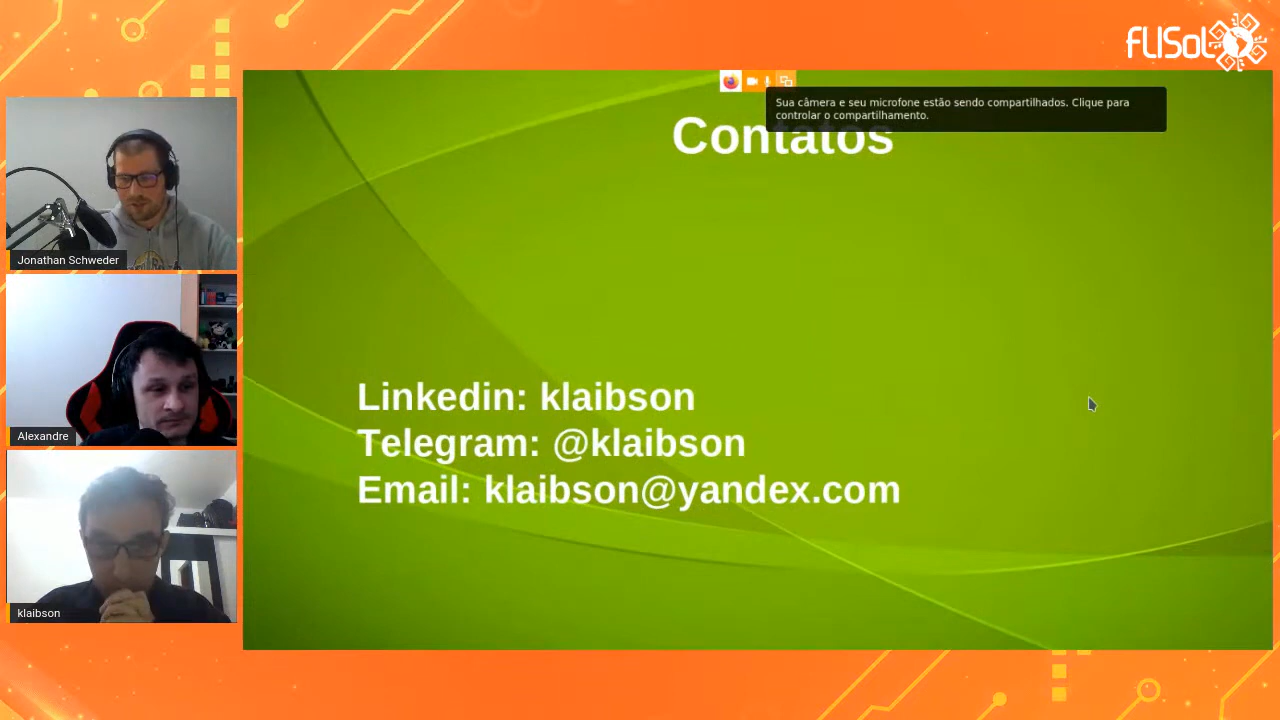 FLISoL
Sua câmera e seu microfone estão sendo compartilhados. Clique para
controlar o compartilhamento.
Contatos
Jonathan Schweder
Linkedin: klaibson
Telegram: @klaibson
Alexandre
Email: klaibson@yandex.com
klaibson